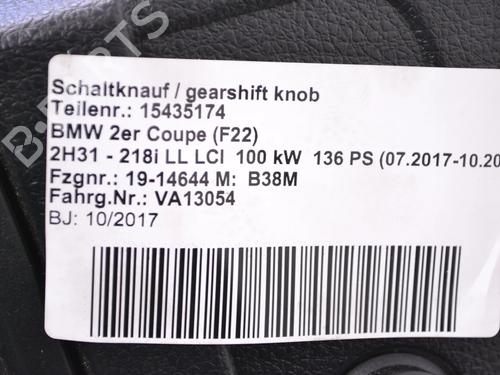 Schaltknauf / gearshift knob
Teilenr.: 15435174
BMW 2er Coupe (F22)
2H31 - 218i LL LCI 100 kW 136 PS (07.2017-10.20
Fzgnr.: 19-14644 M: B38M
Fahrg.Nr.: VA13054
BJ: 10/2017